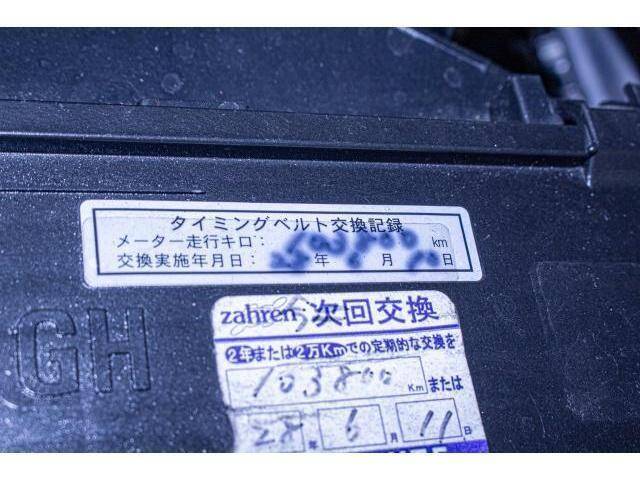 タイミングベルト交換記録
メーター走行キロ: km
交換実施年月日: 年 6 月 日
zahren 次回交換
2年または2万Kmでの定期的な交換を
103800 Kmまたは
28 年 6 月 11 日
GH